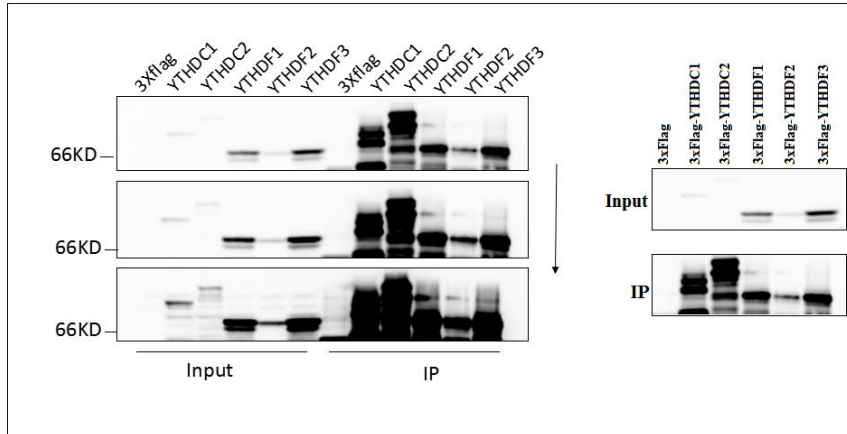 3Xflag YTHDC1 YTHDC2 YTHDF1 YTHDF2 YTHDF3 3Xflag YTHDC1 YTHDC2 YTHDF1 YTHDF2 YTHDF3
66KD
66KD
66KD
Input IP
3xFlag 3xFlag-YTHDC1 3xFlag-YTHDC2 3xFlag-YTHDF1 3xFlag-YTHDF2 3xFlag-YTHDF3
Input
IP